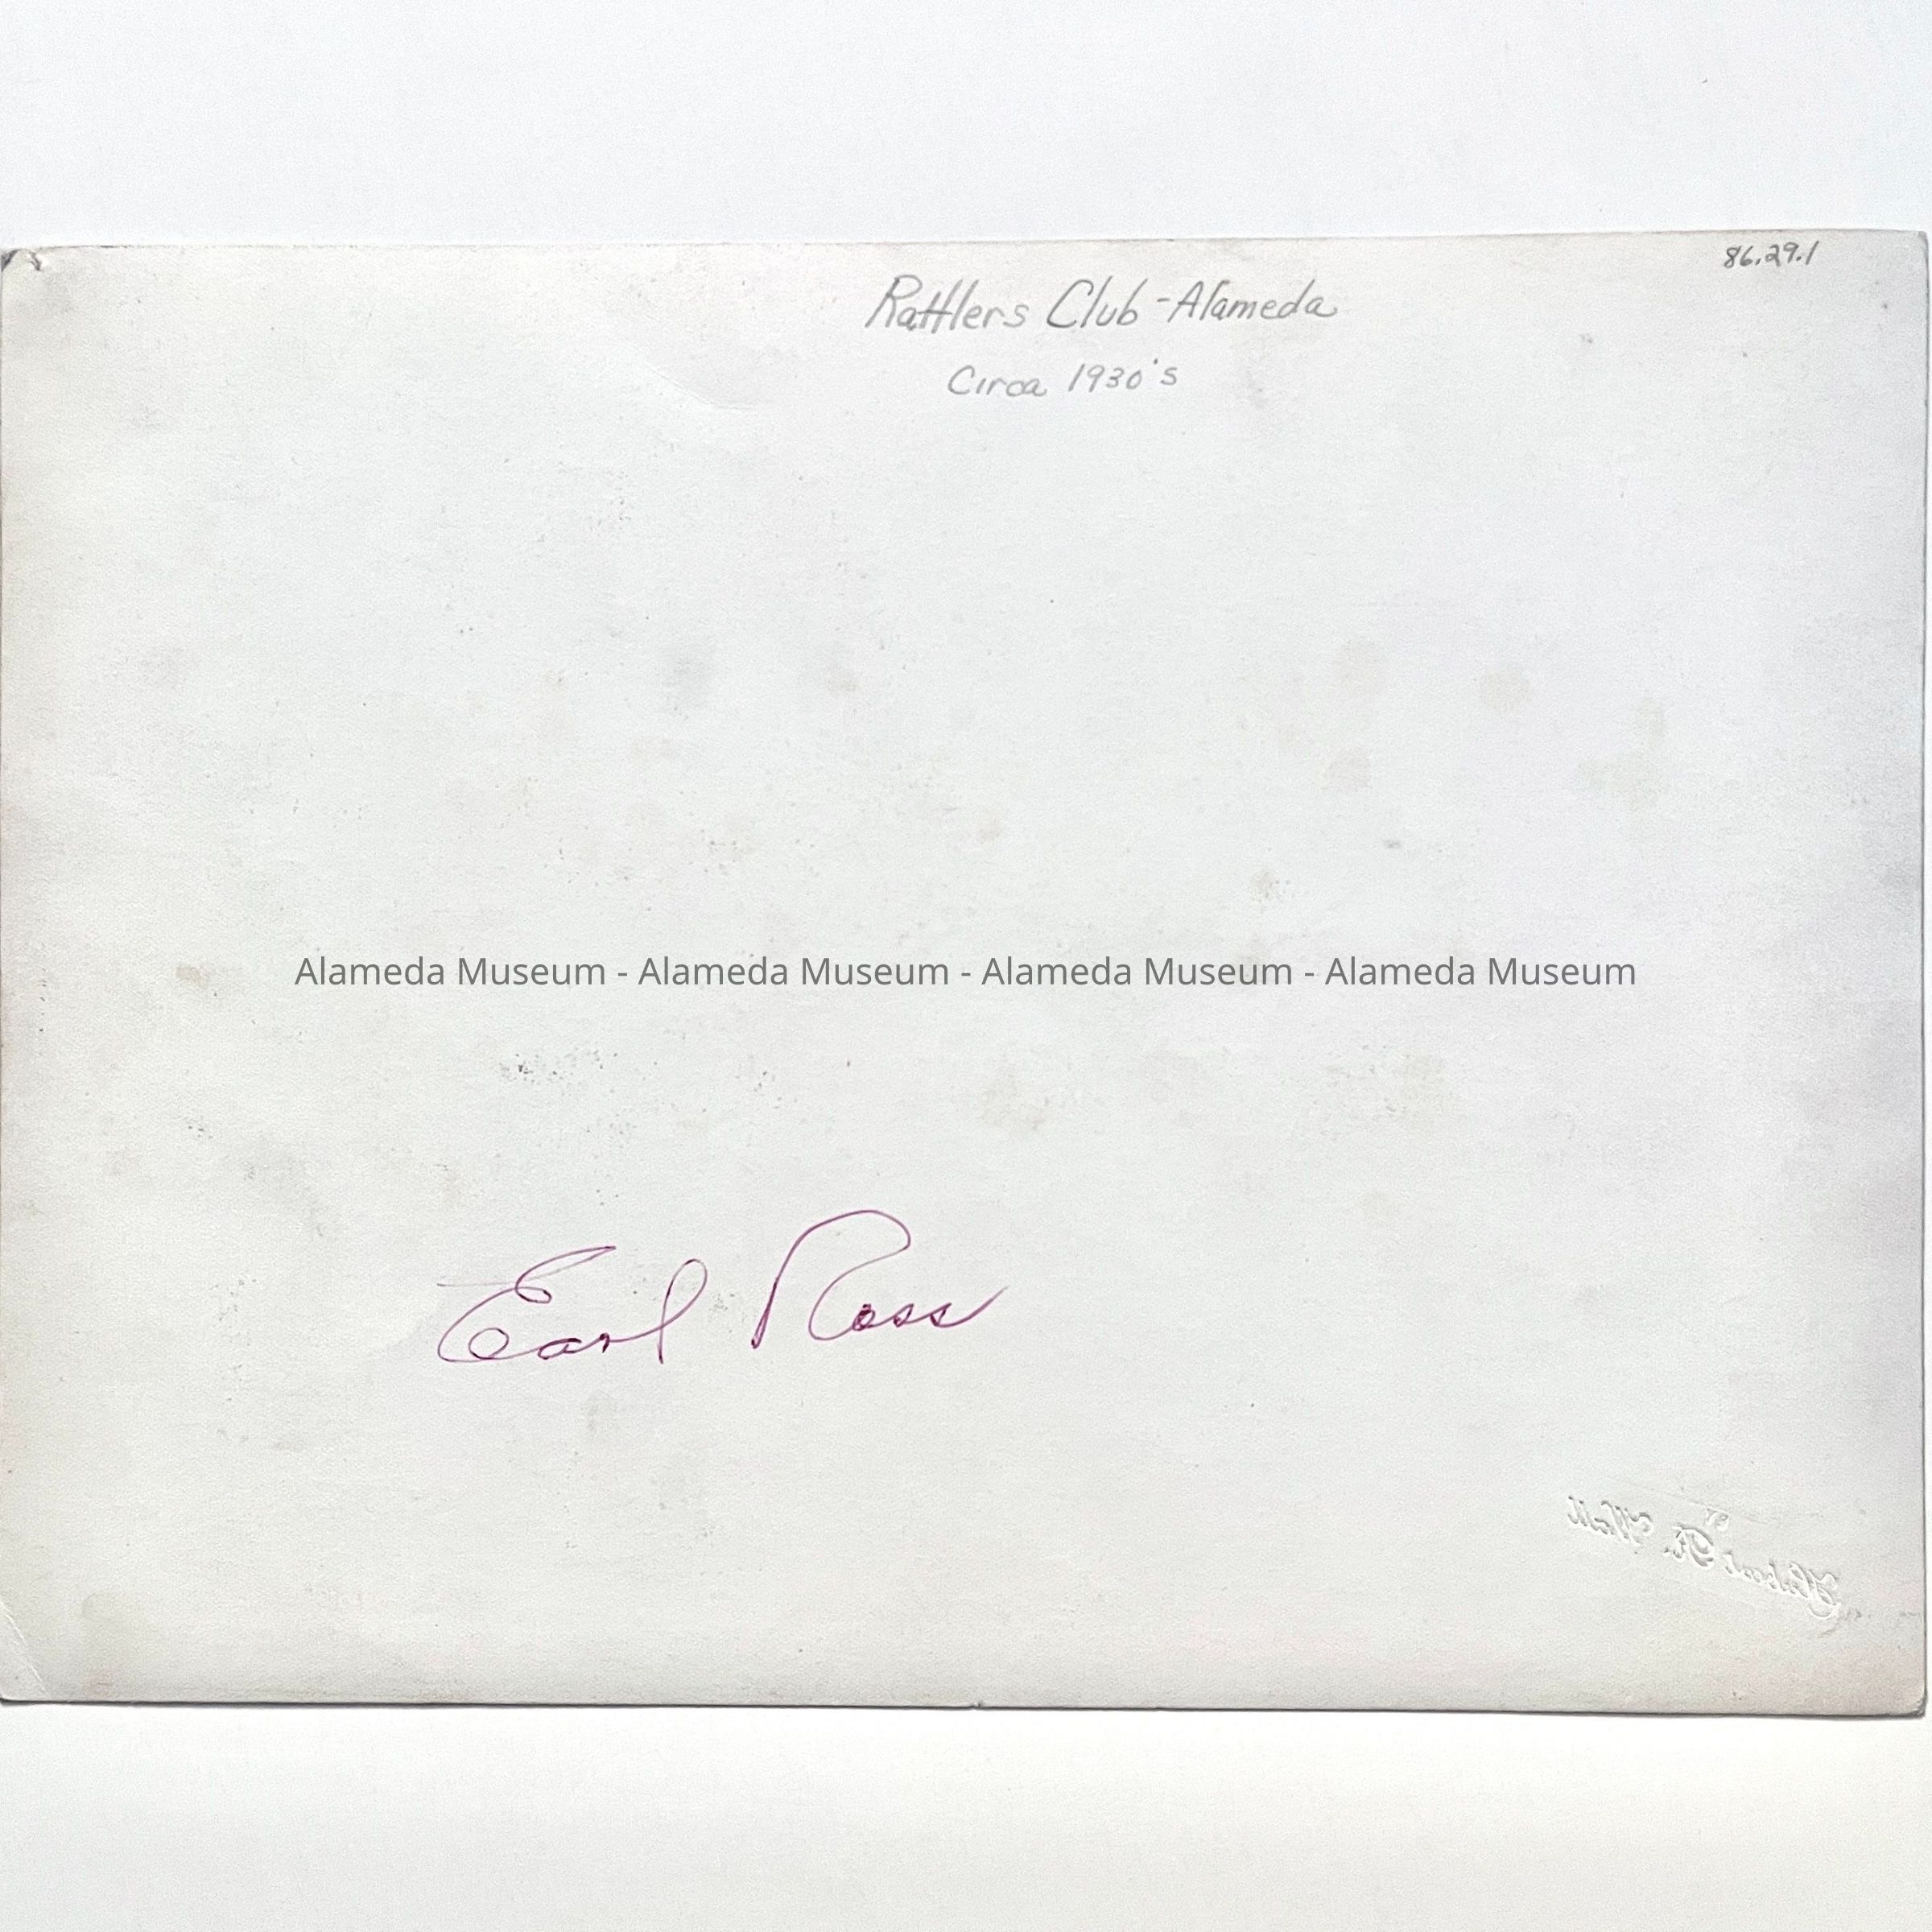 86.29.1
Rattlers Club - Alameda
Circa 1930's
Alameda Museum - Alameda Museum - Alameda Museum - Alameda Museum
Earl Ross